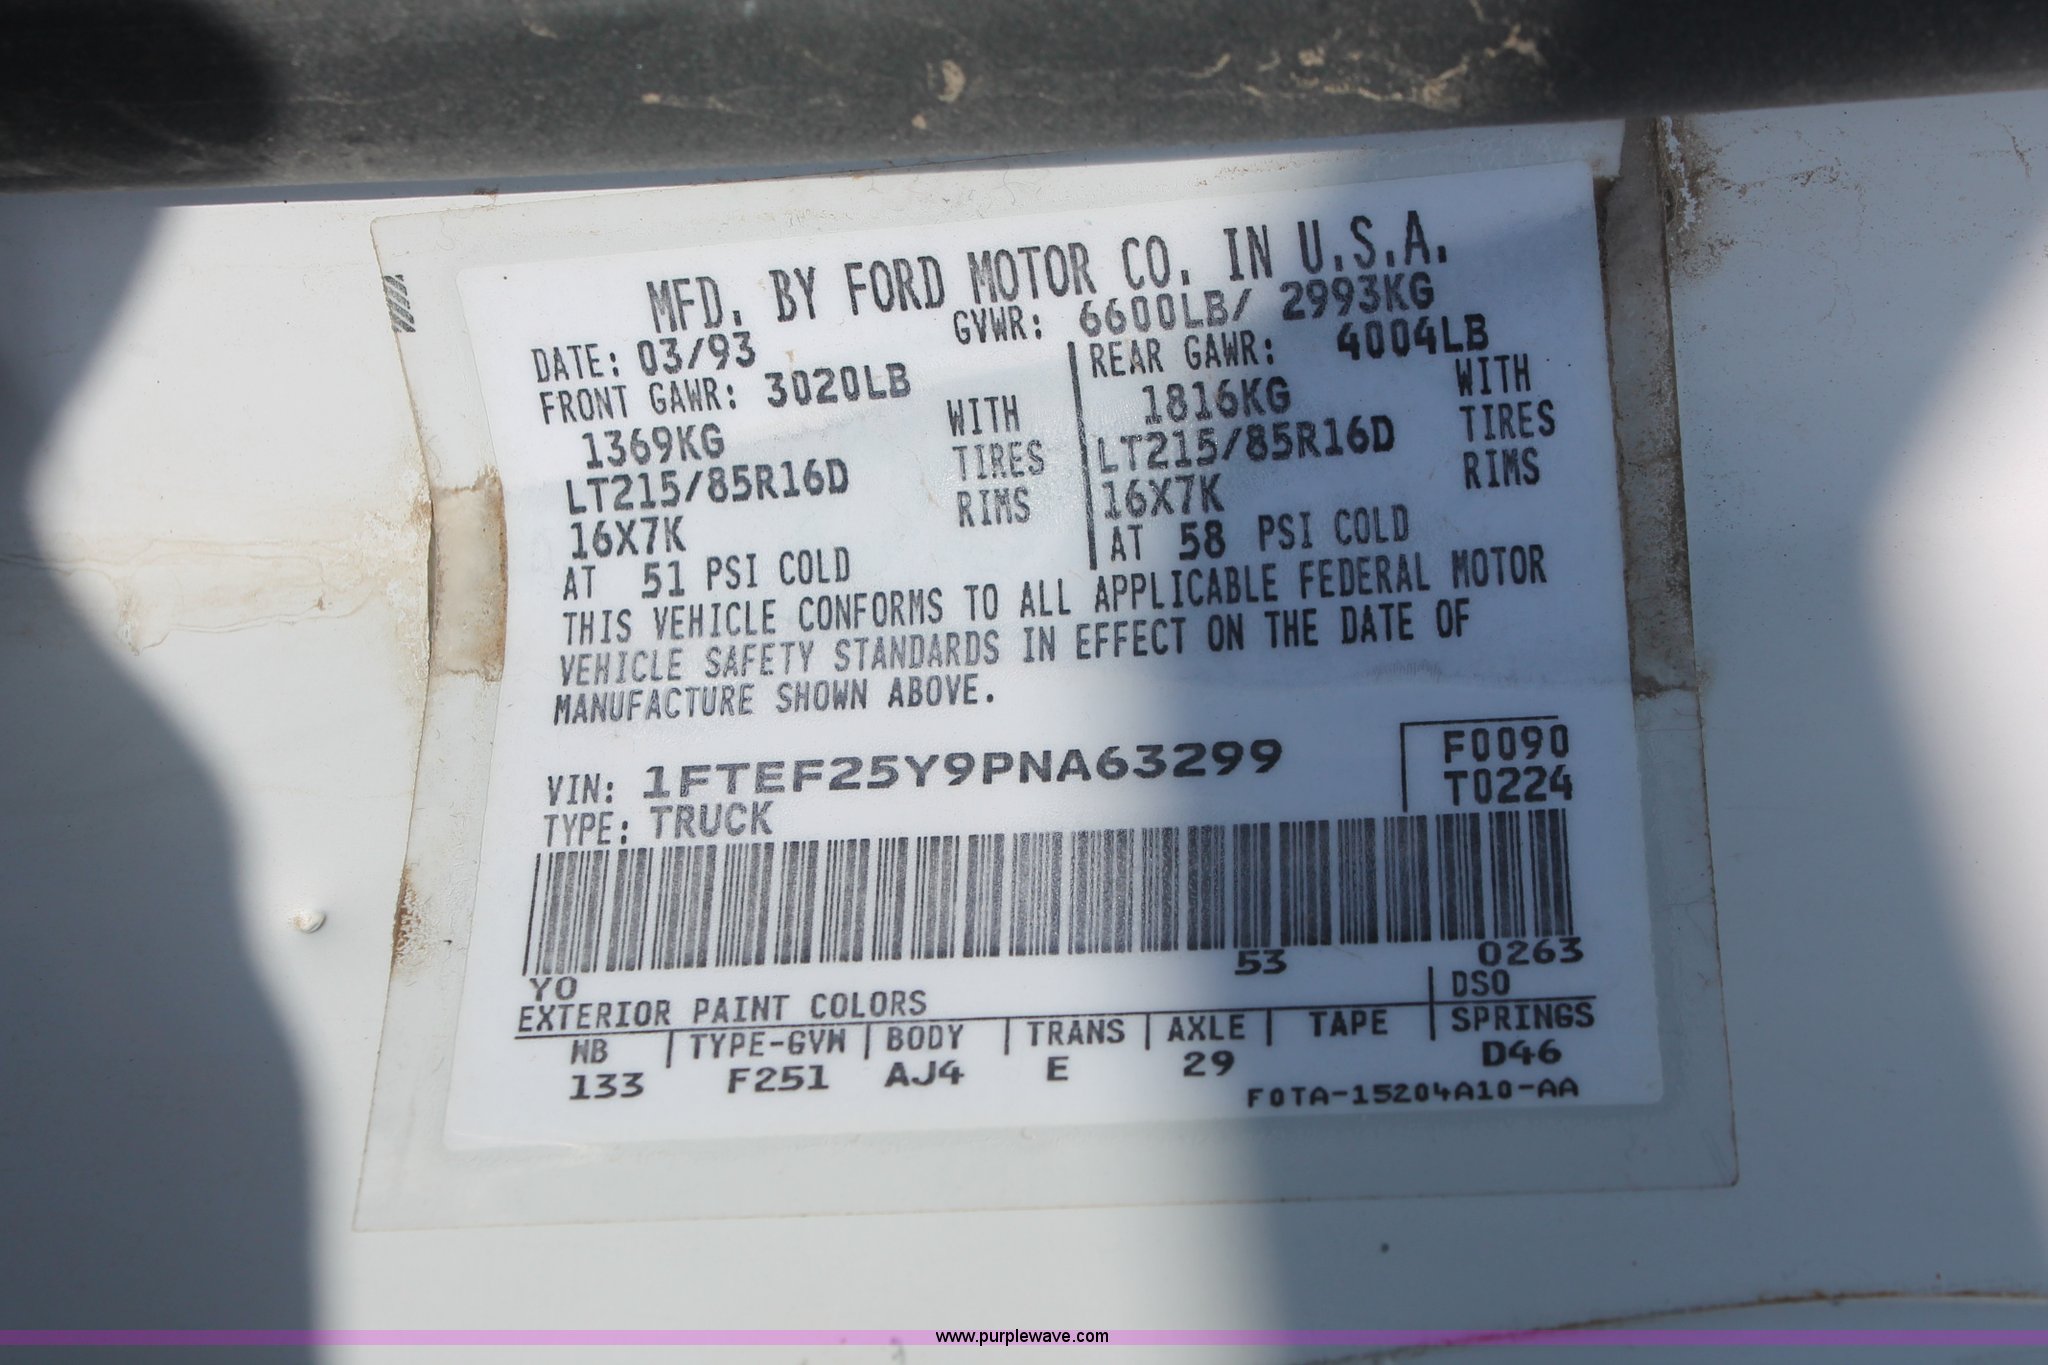 MFD. BY FORD MOTOR CO. IN U.S.A.
DATE: 03/93 GVWR: 6600LB/ 2993KG
FRONT GAWR: 3020LB REAR GAWR: 4004LB
1369KG WITH 1816KG WITH
LT215/85R16D TIRES LT215/85R16D TIRES
16X7K RIMS 16X7K RIMS
AT 51 PSI COLD AT 58 PSI COLD
THIS VEHICLE CONFORMS TO ALL APPLICABLE FEDERAL MOTOR
VEHICLE SAFETY STANDARDS IN EFFECT ON THE DATE OF
MANUFACTURE SHOWN ABOVE.
VIN: 1FTEF25Y9PNA63299 F0090
TYPE: TRUCK T0224
YO 53 0263
EXTERIOR PAINT COLORS DSO
WB TYPE-GVW BODY TRANS AXLE TAPE SPRINGS
133 F251 AJ4 E 29 D46
F0TA-15204A10-AA
www.purplewave.com